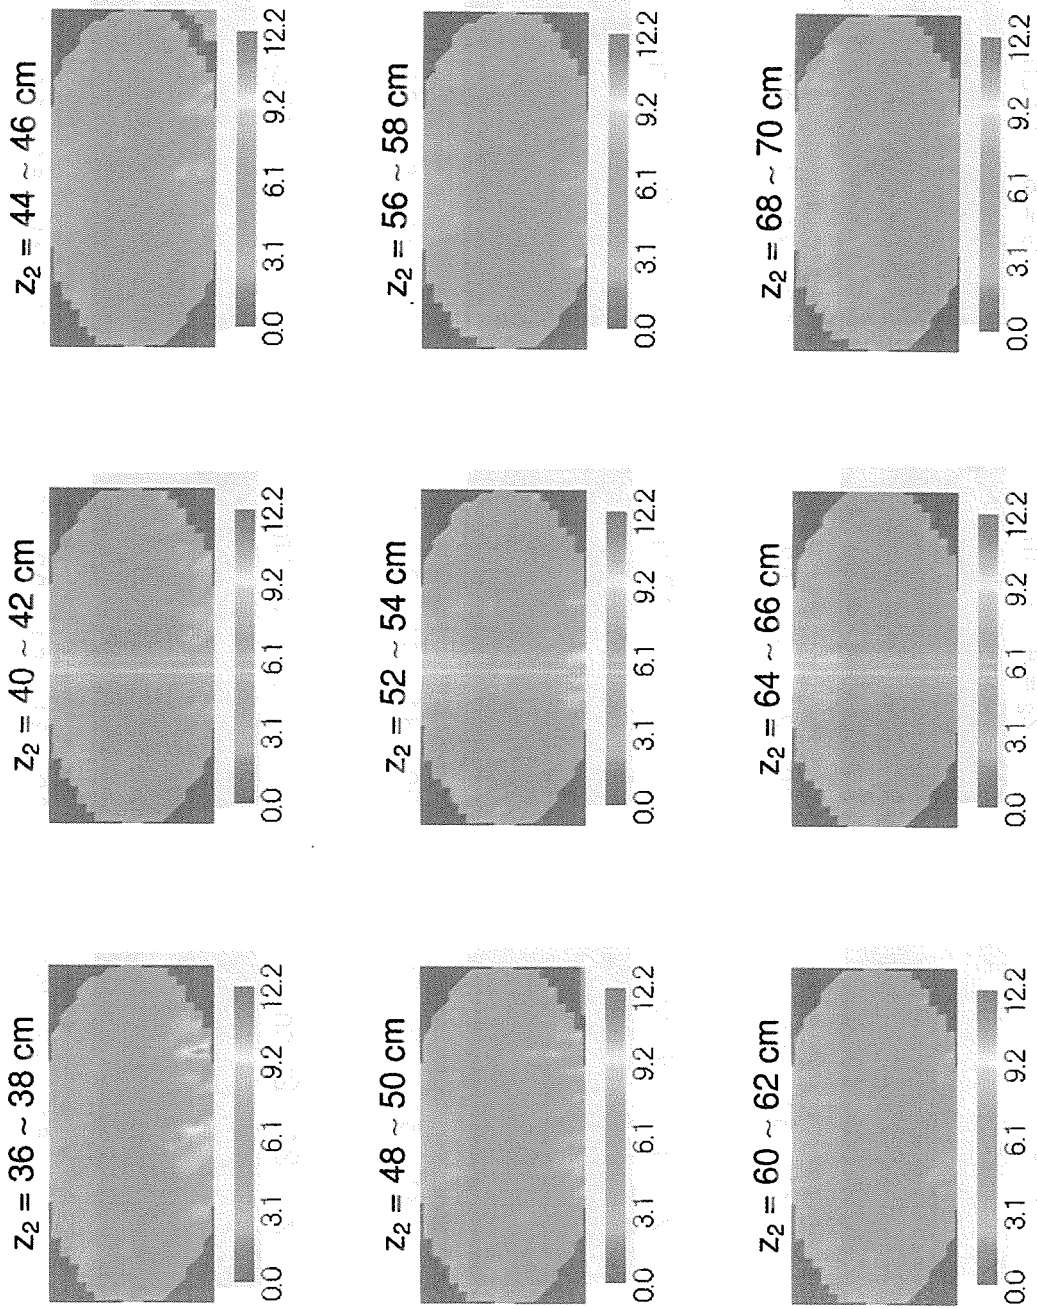 z2 = 36 ~ 38 cm
0.0 3.1 6.1 9.2 12.2
z2 = 40 ~ 42 cm
0.0 3.1 6.1 9.2 12.2
z2 = 44 ~ 46 cm
0.0 3.1 6.1 9.2 12.2
z2 = 48 ~ 50 cm
0.0 3.1 6.1 9.2 12.2
z2 = 52 ~ 54 cm
0.0 3.1 6.1 9.2 12.2
z2 = 56 ~ 58 cm
0.0 3.1 6.1 9.2 12.2
z2 = 60 ~ 62 cm
0.0 3.1 6.1 9.2 12.2
z2 = 64 ~ 66 cm
0.0 3.1 6.1 9.2 12.2
z2 = 68 ~ 70 cm
0.0 3.1 6.1 9.2 12.2